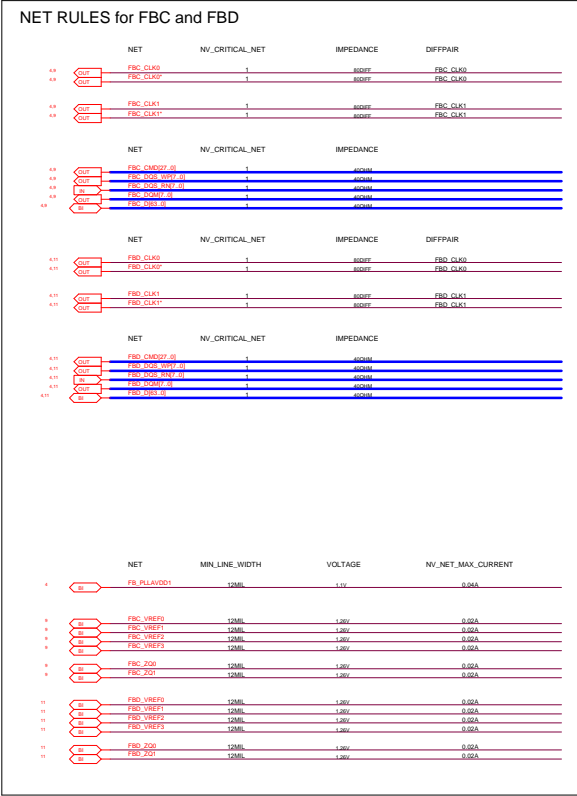 NET RULES for FBC and FBD
NET NV_CRITICAL_NET IMPEDANCE DIFFPAIR
4,9 OUT FBC_CLK0 1 80DIFF FBC_CLK0
4,9 OUT FBC_CLK0* 1 80DIFF FBC_CLK0
4,9 OUT FBC_CLK1 1 80DIFF FBC_CLK1
4,9 OUT FBC_CLK1* 1 80DIFF FBC_CLK1
NET NV_CRITICAL_NET IMPEDANCE
4,9 OUT FBC_CMD[27..0] 1 40OHM
4,9 OUT FBC_DQS_WP[7..0] 1 40OHM
4,9 IN FBC_DQS_RN[7..0] 1 40OHM
4,9 OUT FBC_DQM[7..0] 1 40OHM
4,9 BI FBC_D[63..0] 1 40OHM
NET NV_CRITICAL_NET IMPEDANCE DIFFPAIR
4,11 OUT FBD_CLK0 1 80DIFF FBD_CLK0
4,11 OUT FBD_CLK0* 1 80DIFF FBD_CLK0
4,11 OUT FBD_CLK1 1 80DIFF FBD_CLK1
4,11 OUT FBD_CLK1* 1 80DIFF FBD_CLK1
NET NV_CRITICAL_NET IMPEDANCE
4,11 OUT FBD_CMD[27..0] 1 40OHM
4,11 OUT FBD_DQS_WP[7..0] 1 40OHM
4,11 IN FBD_DQS_RN[7..0] 1 40OHM
4,11 OUT FBD_DQM[7..0] 1 40OHM
4,11 BI FBD_D[63..0] 1 40OHM
NET MIN_LINE_WIDTH VOLTAGE NV_NET_MAX_CURRENT
4 BI FB_PLLAVDD1 12MIL 1.1V 0.04A
9 BI FBC_VREF0 12MIL 1.26V 0.02A
9 BI FBC_VREF1 12MIL 1.26V 0.02A
9 BI FBC_VREF2 12MIL 1.26V 0.02A
9 BI FBC_VREF3 12MIL 1.26V 0.02A
9 BI FBC_ZQ0 12MIL 1.26V 0.02A
9 BI FBC_ZQ1 12MIL 1.26V 0.02A
11 BI FBD_VREF0 12MIL 1.26V 0.02A
11 BI FBD_VREF1 12MIL 1.26V 0.02A
11 BI FBD_VREF2 12MIL 1.26V 0.02A
11 BI FBD_VREF3 12MIL 1.26V 0.02A
11 BI FBD_ZQ0 12MIL 1.26V 0.02A
11 BI FBD_ZQ1 12MIL 1.26V 0.02A